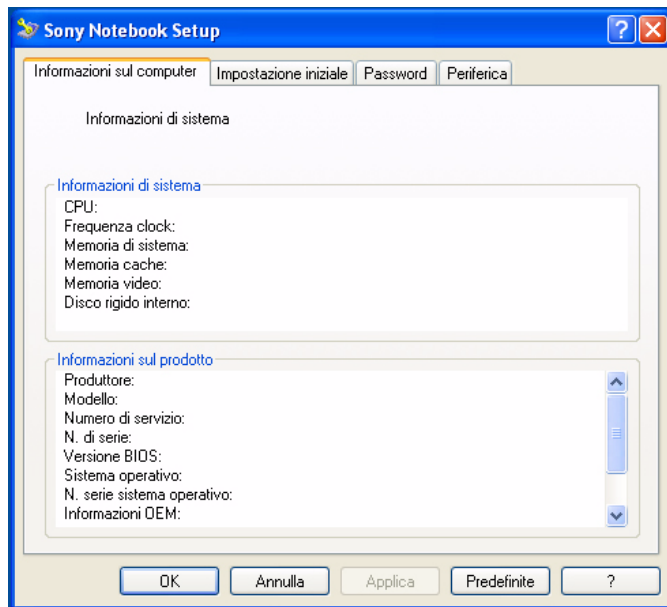 Sony Notebook Setup
?
Informazioni sul computer
Impostazione iniziale
Password
Periferica
Informazioni di sistema
Informazioni di sistema
CPU:
Frequenza clock:
Memoria di sistema:
Memoria cache:
Memoria video:
Disco rigido interno:
Informazioni sul prodotto
Produttore:
Modello:
Numero di servizio:
N. di serie:
Versione BIOS:
Sistema operativo:
N. serie sistema operativo:
Informazioni OEM:
OK
Annulla
Applica
Predefinite
?